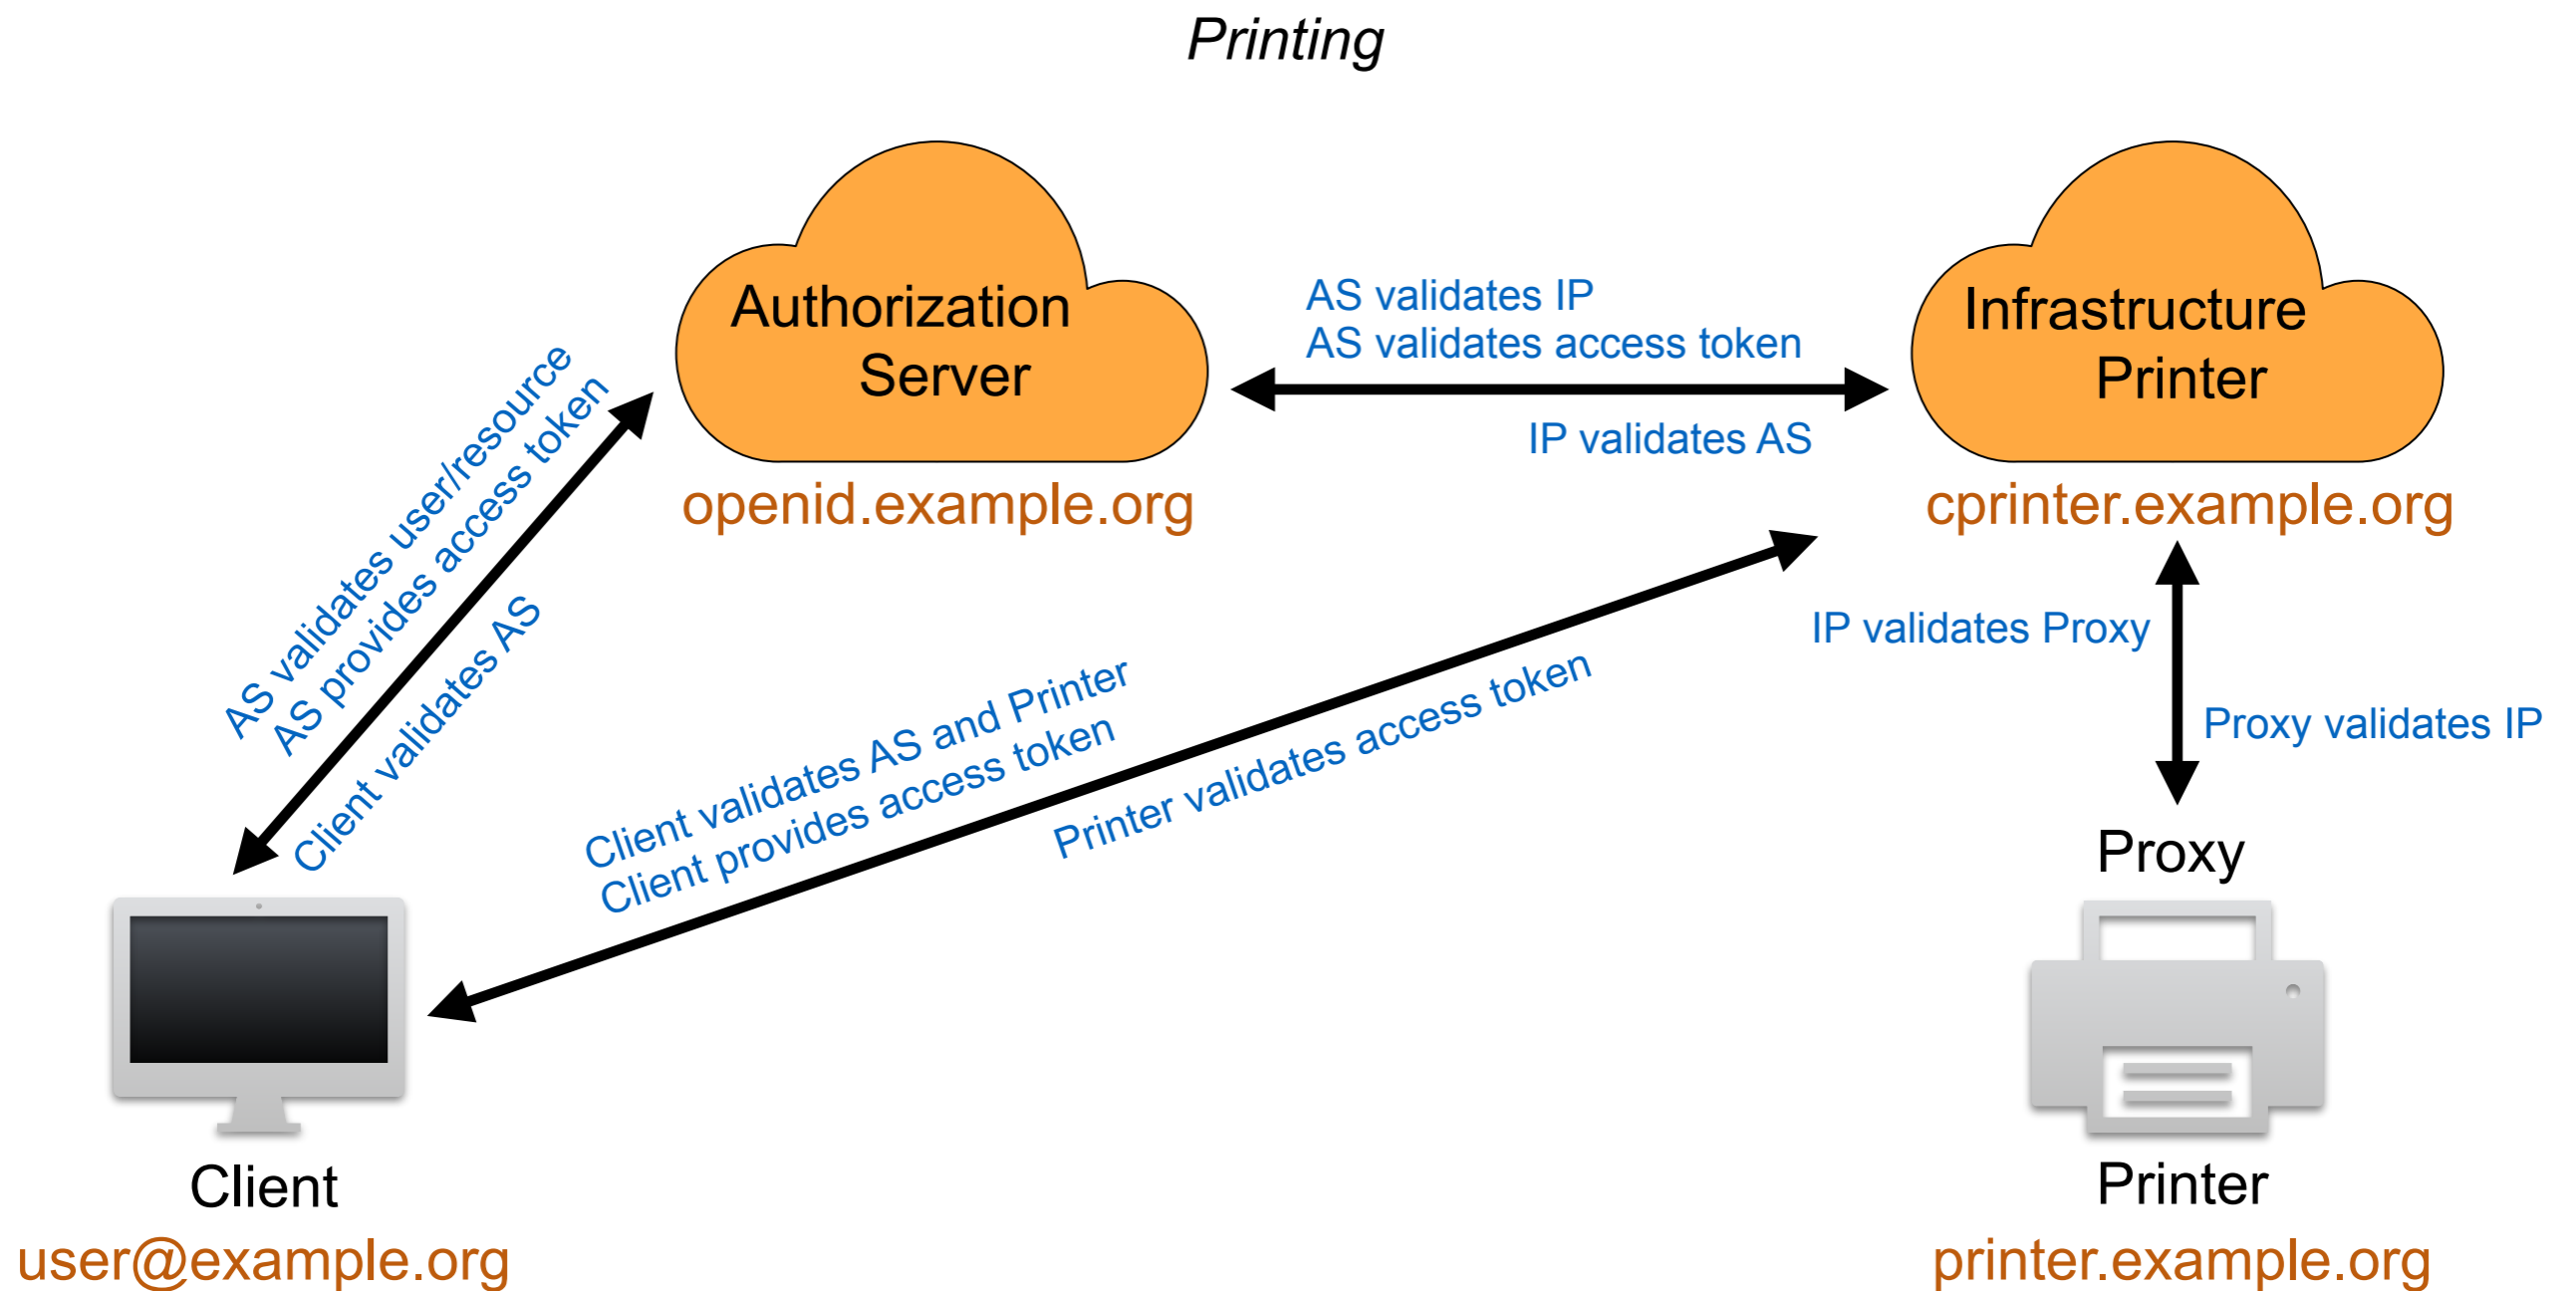 Printing
Authorization
Server
openid.example.org
AS validates IP
AS validates access token
IP validates AS
Infrastructure
Printer
cprinter.example.org
AS validates user/resource
AS provides access token
Client validates AS
Client validates AS and Printer
Client provides access token
Printer validates access token
IP validates Proxy
Proxy validates IP
Proxy
Client
user@example.org
Printer
printer.example.org